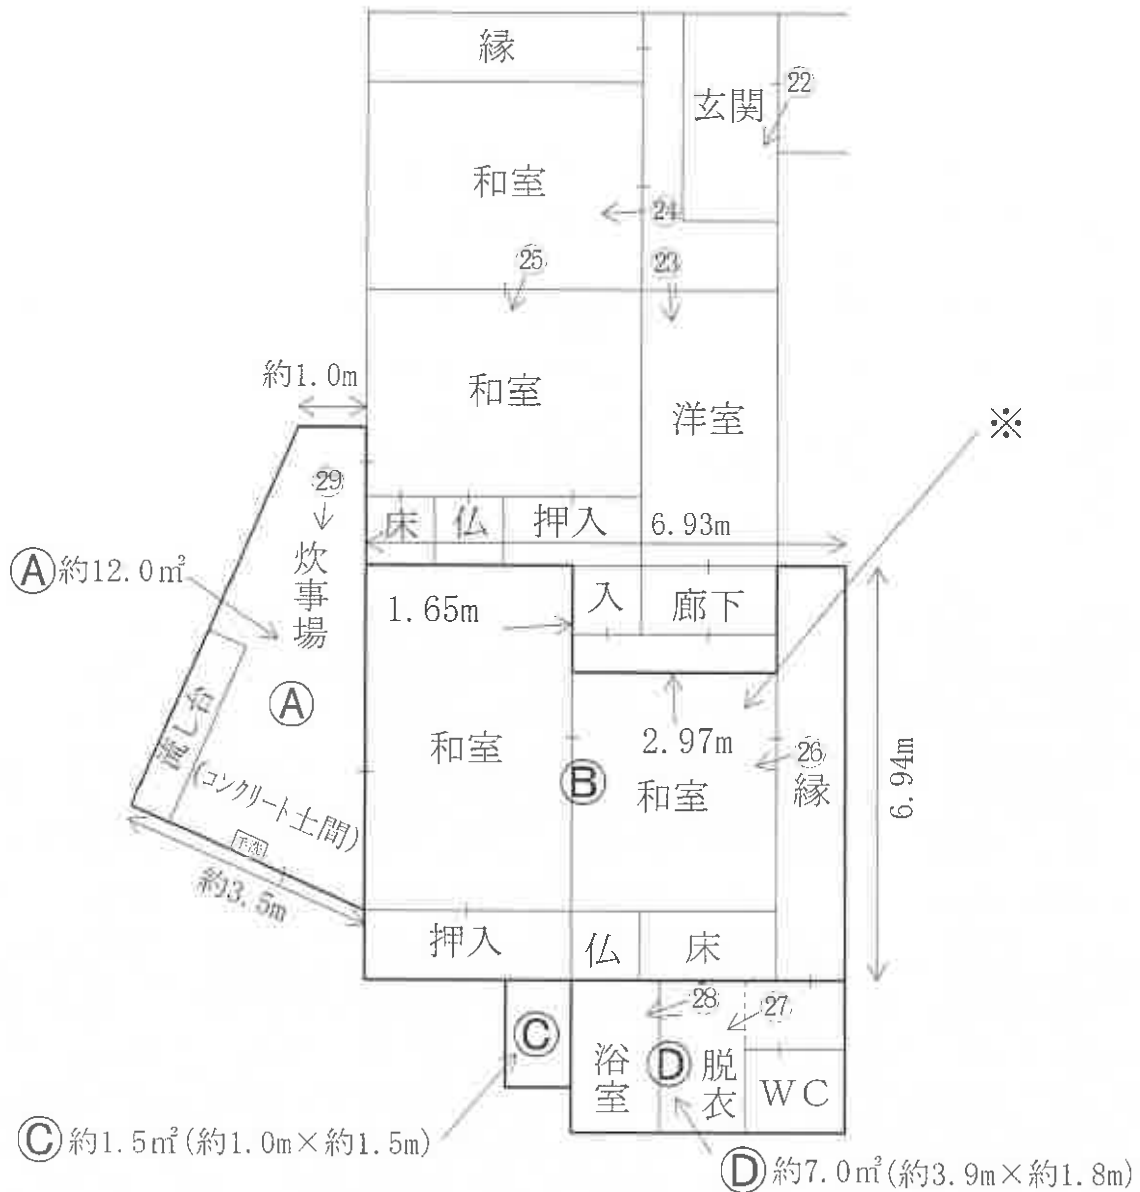 縁
玄関
22
和室
24
25
23
約1.0m
和室
洋室
※
29
床
仏
押入
6.93m
Ⓐ約12.0㎡
炊事場
1.65m
入
廊下
Ⓐ
流し台
(コンクリート土間)
手洗
約3.5m
和室
2.97m
Ⓑ
和室
26
縁
6.94m
押入
仏
床
Ⓒ
28
27
浴室
Ⓓ
脱衣
WC
Ⓒ約1.5㎡(約1.0m×約1.5m)
Ⓓ約7.0㎡(約3.9m×約1.8m)